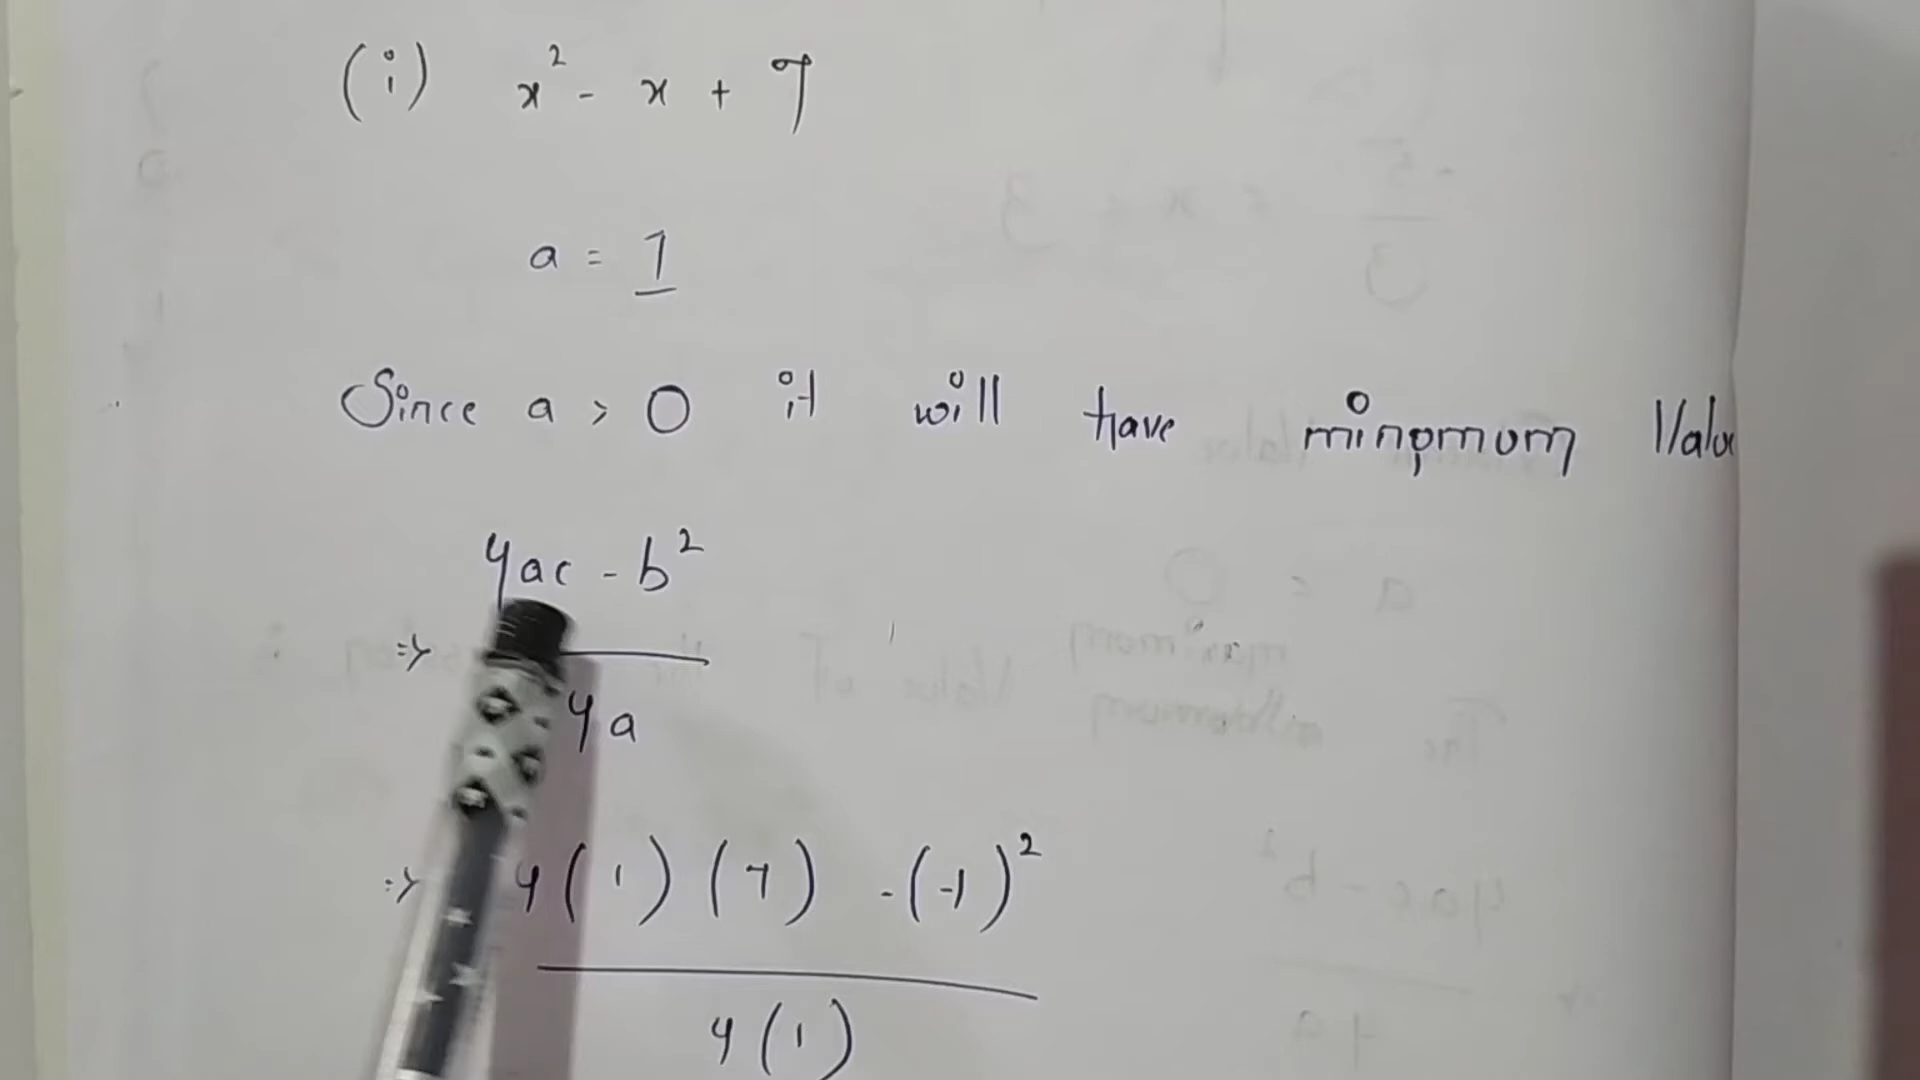 (i) x² - x + 7
a = 1
Since a > 0 it will have minimum Value
=> 4ac - b²
4a
=> 4(1)(7) - (-1)²
4(1)